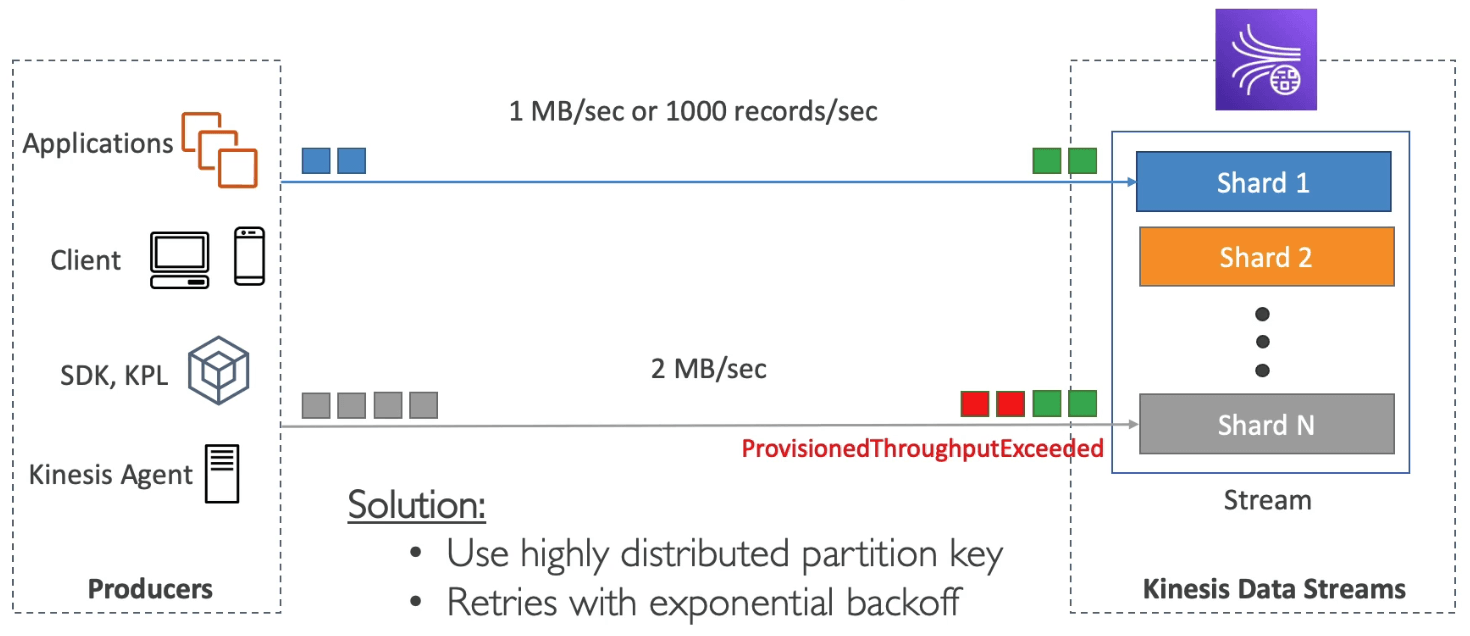 1 MB/sec or 1000 records/sec
Applications
Shard 1
Client
Shard 2
2 MB/sec
SDK, KPL
Shard N
ProvisionedThroughputExceeded
Kinesis Agent
Stream
Solution:
• Use highly distributed partition key
• Retries with exponential backoff
Producers
Kinesis Data Streams